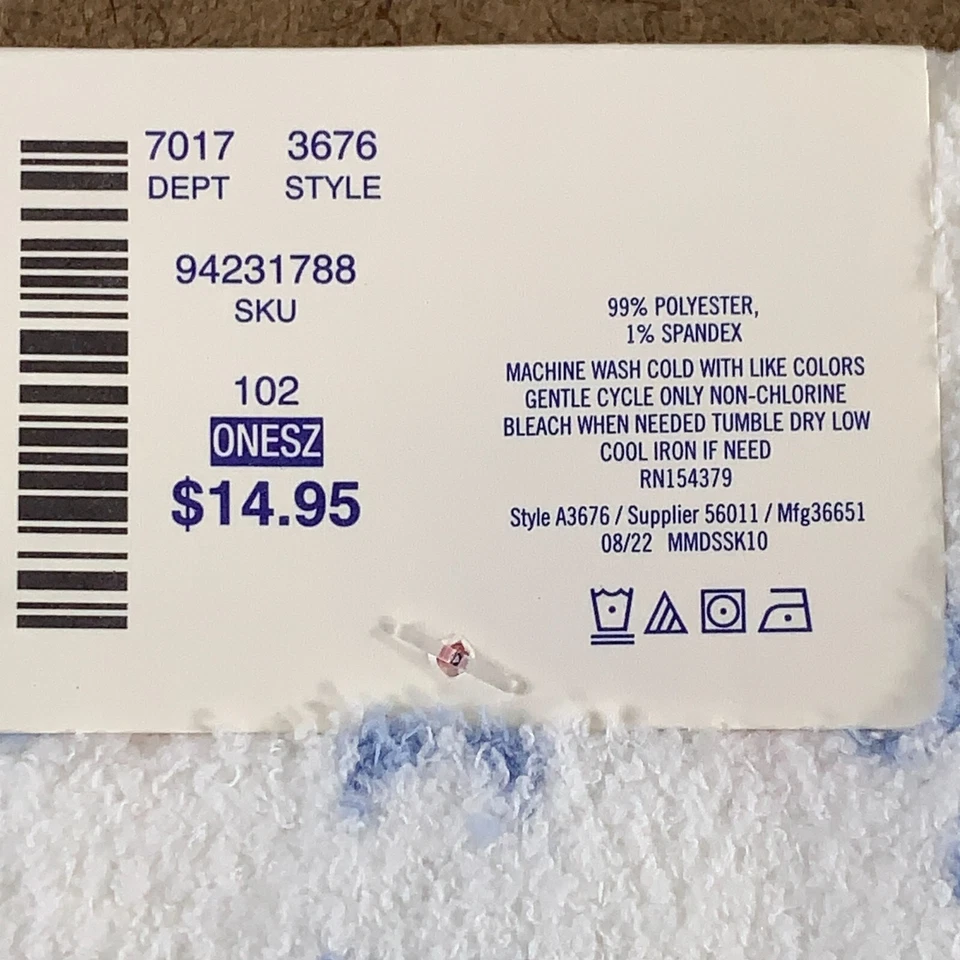 7017 3676
DEPT STYLE
94231788
SKU
102
ONESZ
$14.95
99% POLYESTER,
1% SPANDEX
MACHINE WASH COLD WITH LIKE COLORS
GENTLE CYCLE ONLY NON-CHLORINE
BLEACH WHEN NEEDED TUMBLE DRY LOW
COOL IRON IF NEED
RN154379
Style A3676 / Supplier 56011 / Mfg36651
08/22 MMDSSK10